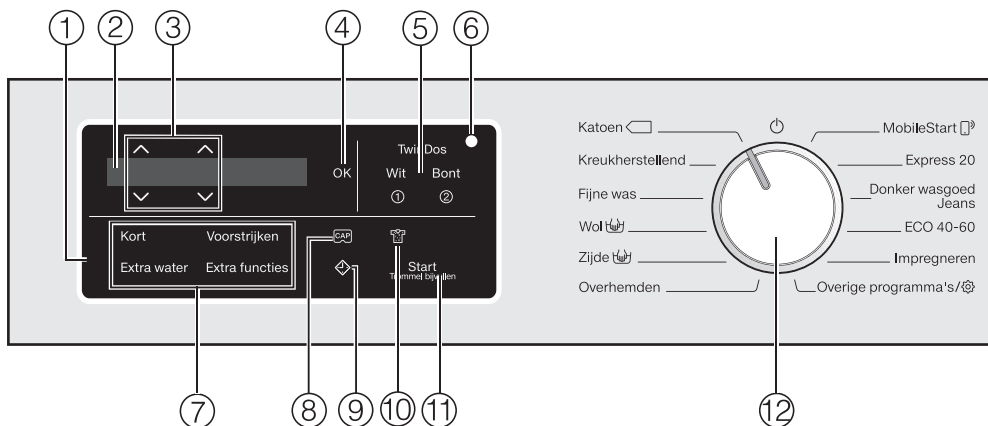 ① ② ③ ④ ⑤ ⑥
TwinDos
OK
Wit Bont
① ②
Kort Voorstrijken
Extra water Extra functies
CAP
Start
Trommel bijvullen
⑦ ⑧ ⑨ ⑩ ⑪ ⑫
Katoen
Kreukherstellend
Fijne was
Wol
Zijde
Overhemden
MobileStart
Express 20
Donker wasgoed
Jeans
ECO 40-60
Impregneren
Overige programma's/